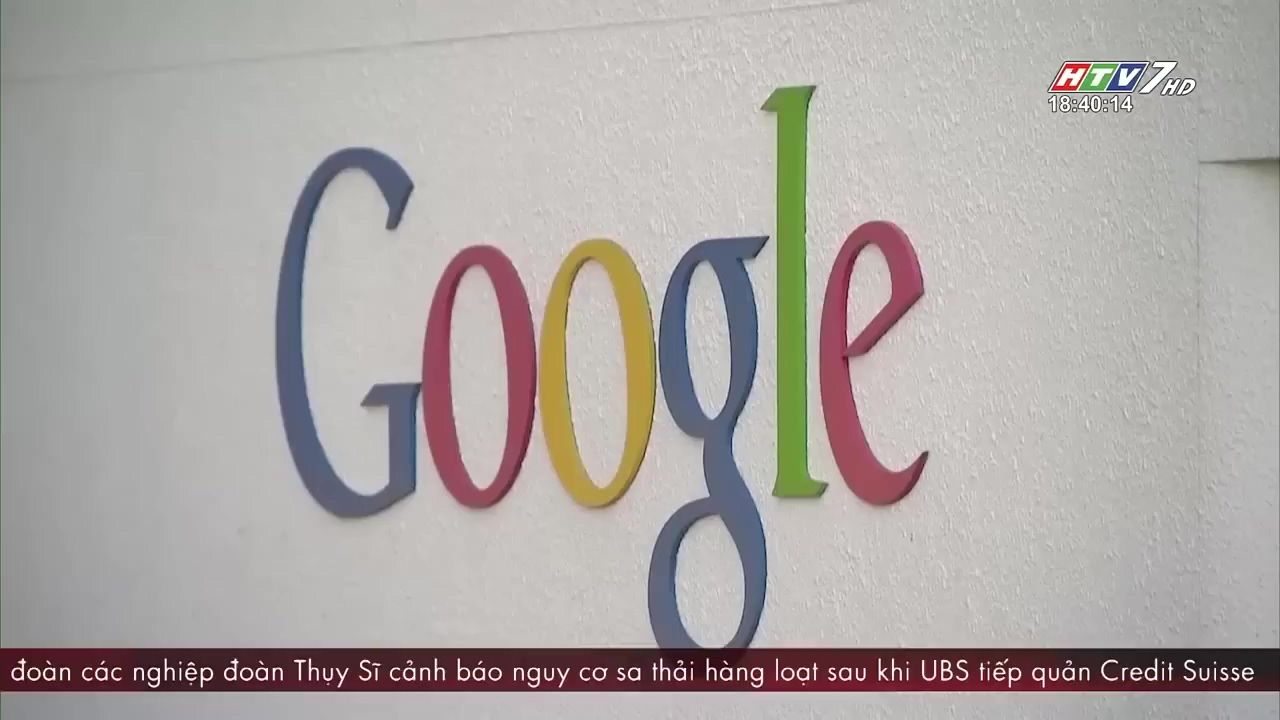 HTV7 HD
18:40:14
Google
đoàn các nghiệp đoàn Thụy Sĩ cảnh báo nguy cơ sa thải hàng loạt sau khi UBS tiếp quản Credit Suisse